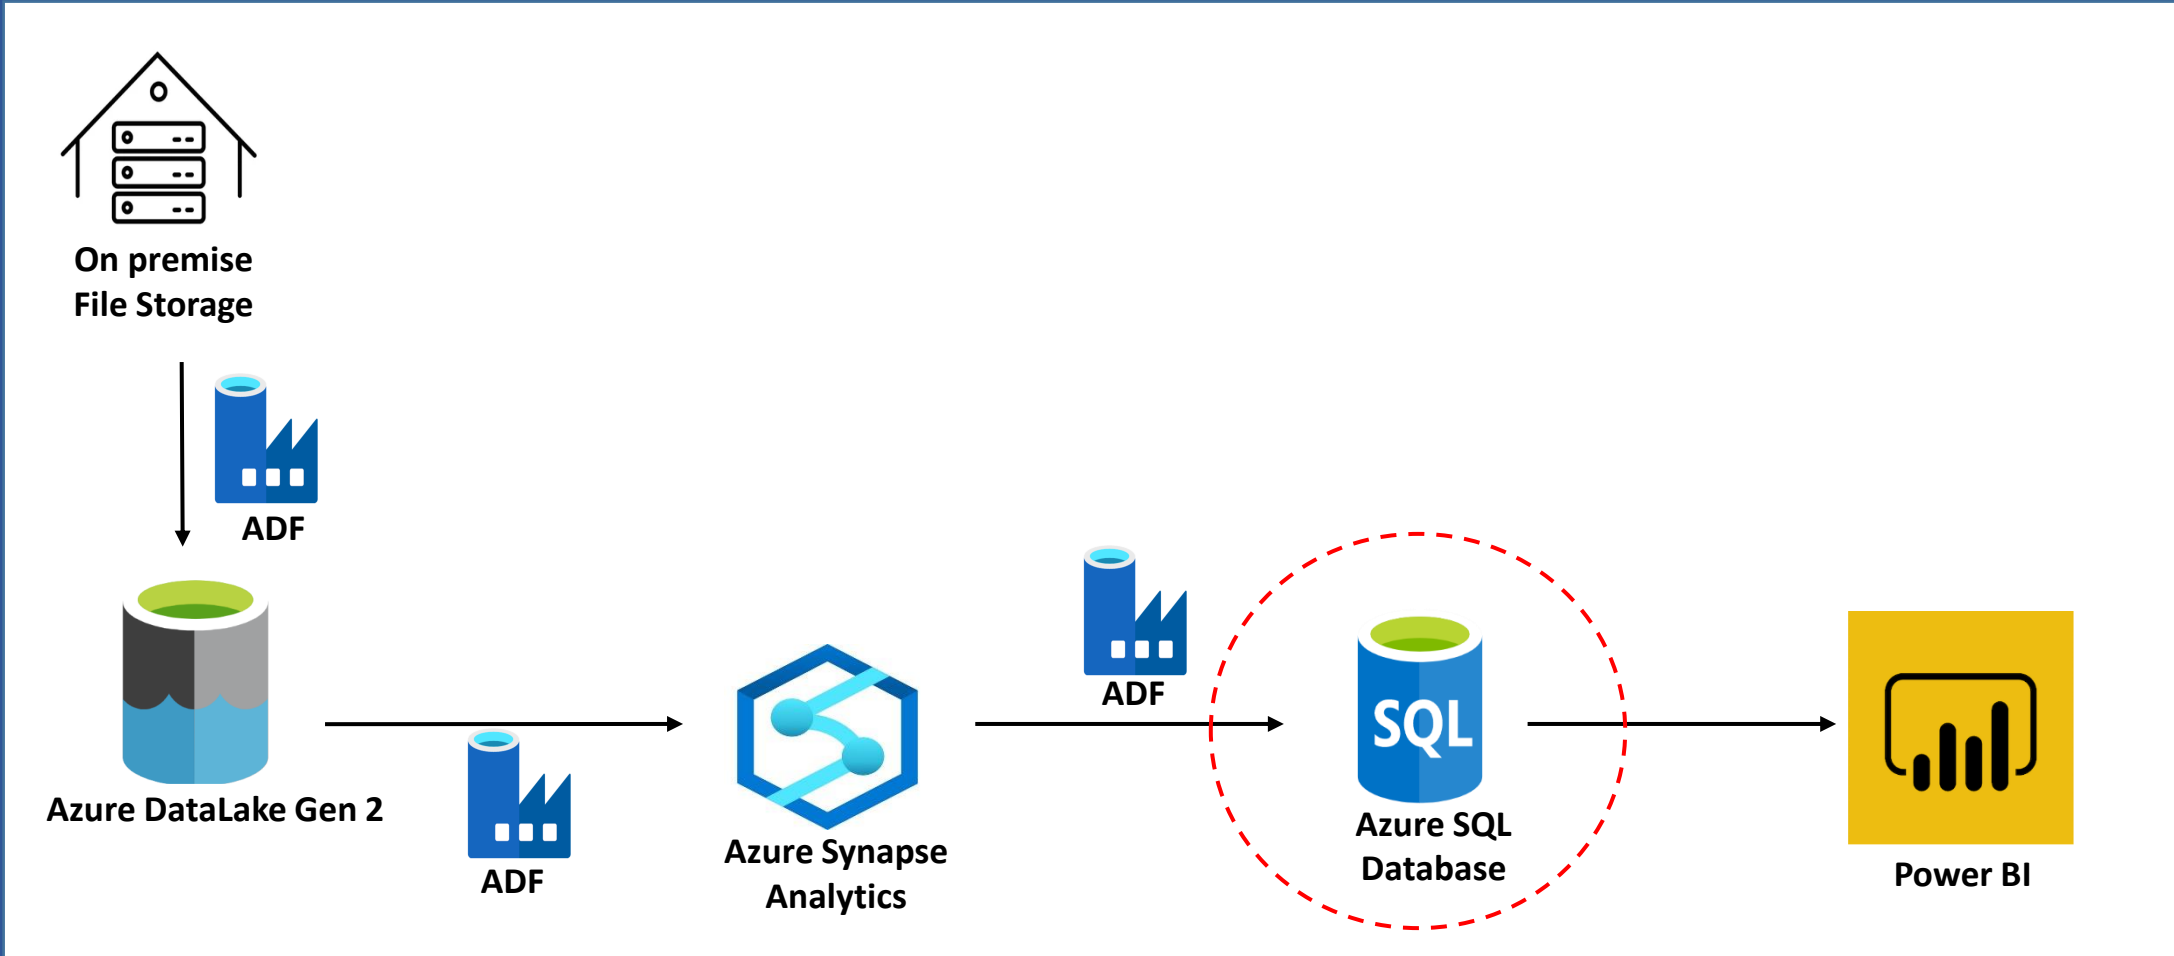 On premise
File Storage
ADF
Azure DataLake Gen 2
ADF
Azure Synapse
Analytics
ADF
SQL
Azure SQL
Database
Power BI